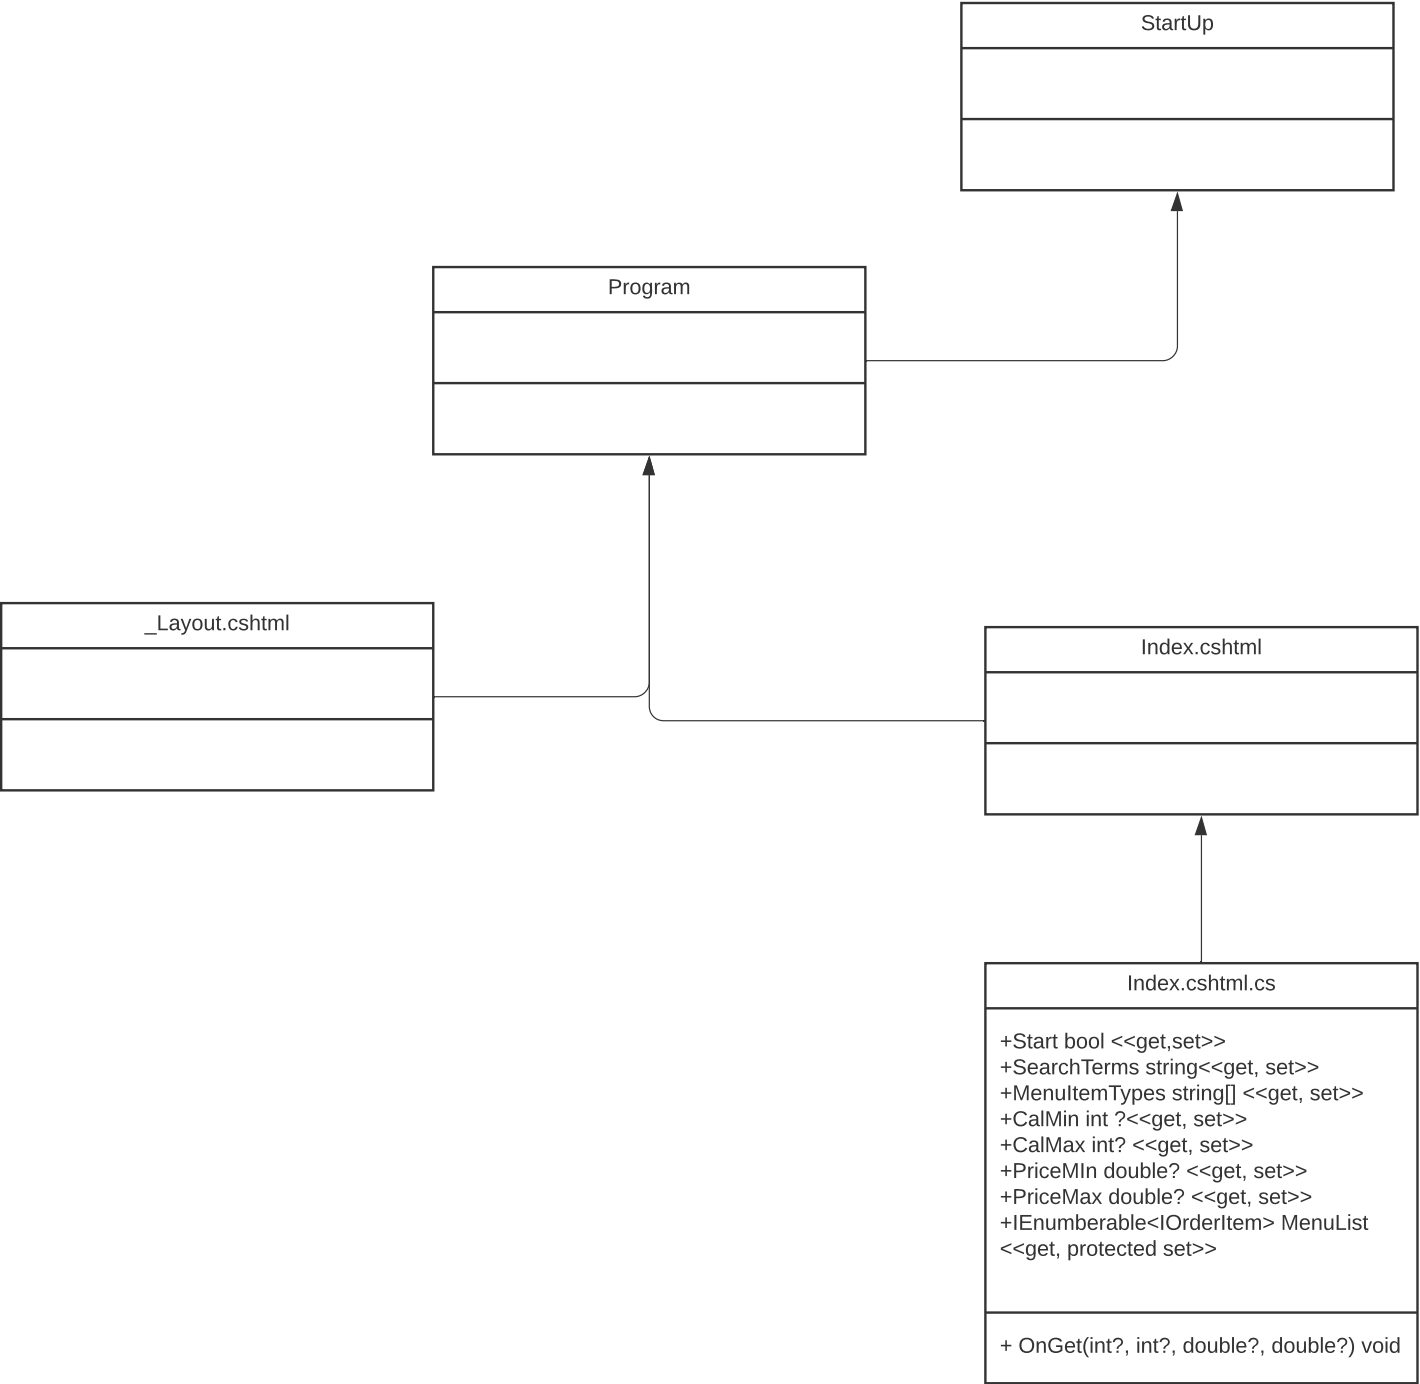 StartUp
Program
_Layout.cshtml
Index.cshtml
Index.cshtml.cs
+Start bool <<get,set>>
+SearchTerms string<<get, set>>
+MenuItemTypes string[] <<get, set>>
+CalMin int ?<<get, set>>
+CalMax int? <<get, set>>
+PriceMIn double? <<get, set>>
+PriceMax double? <<get, set>>
+IEnumberable<IOrderItem> MenuList
<<get, protected set>>
+ OnGet(int?, int?, double?, double?) void